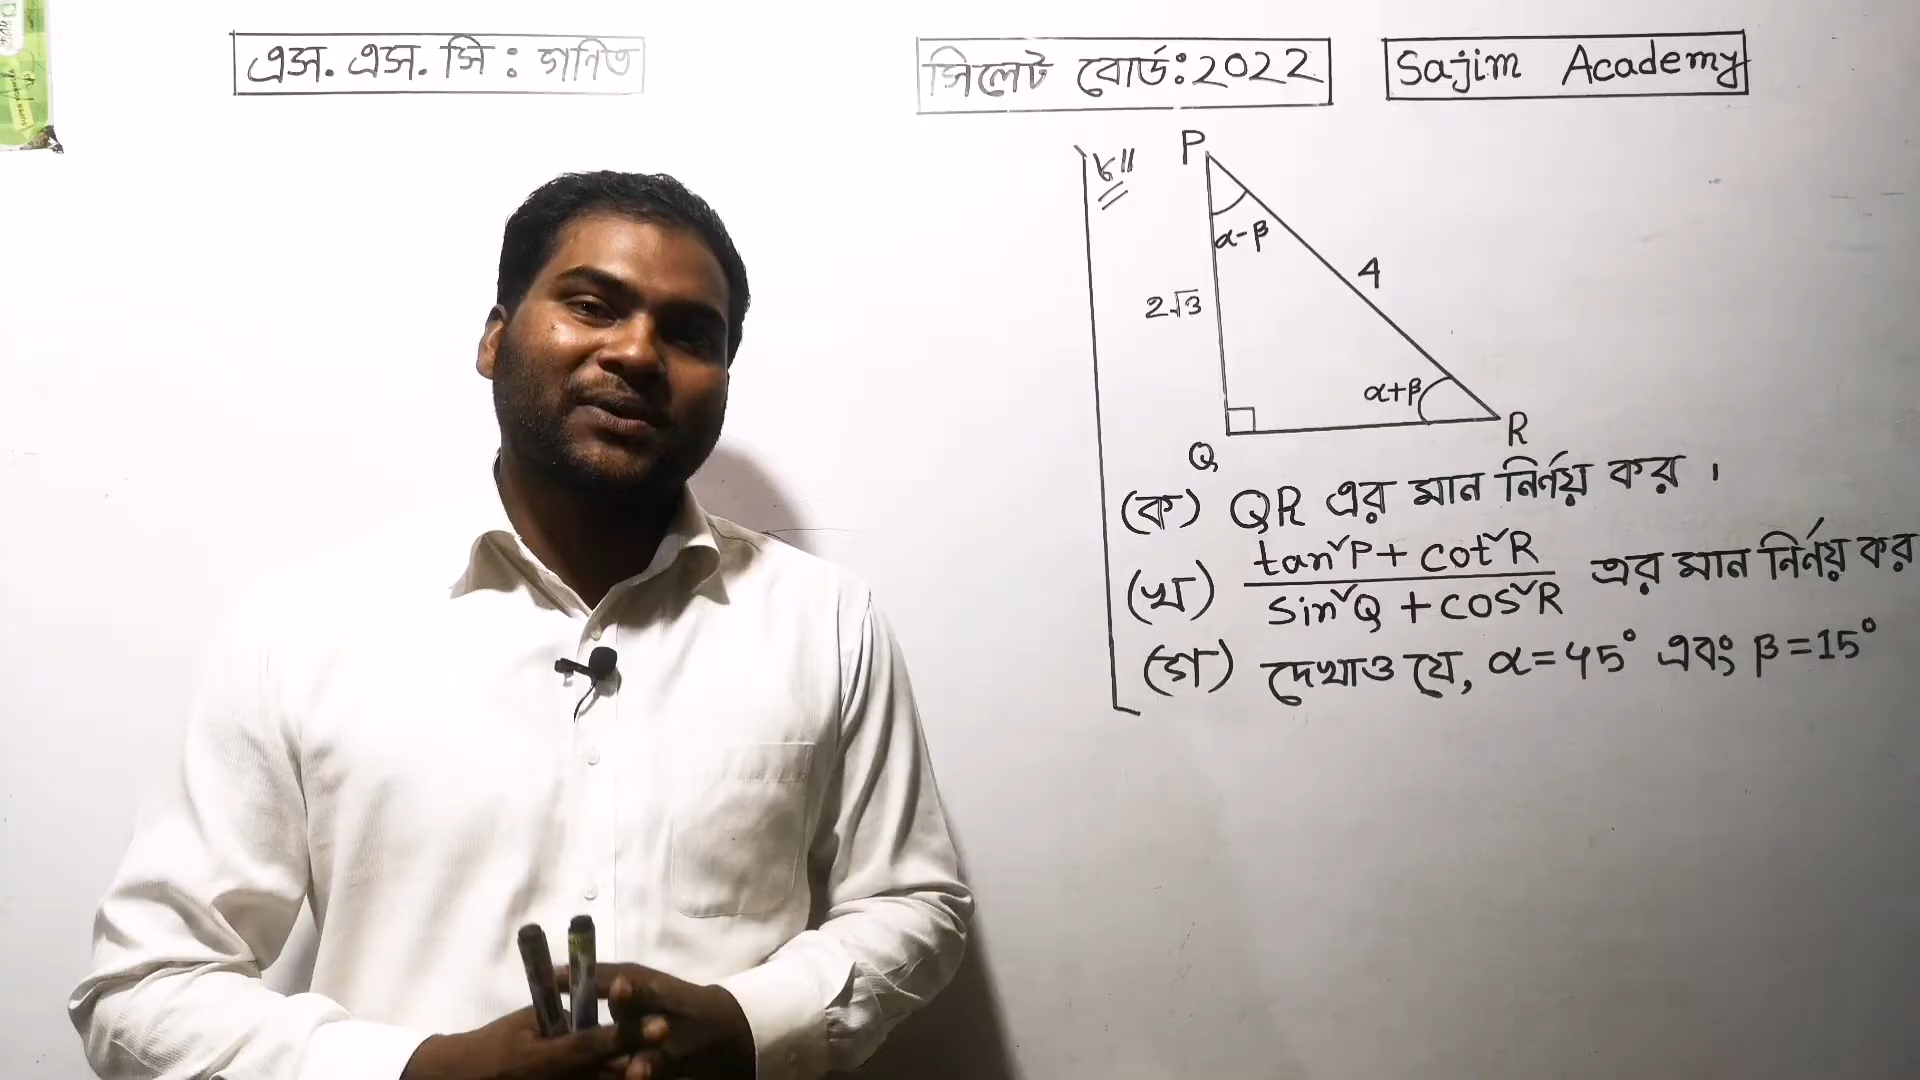 এস. এস. সি : গনিত
সিলেট বোর্ড: 2022
Sajim Academy
৮॥
P
α-β
4
2√3
α+β
Q
R
(ক) QR এর মান নির্ণয় কর ।
(খ) tan²P + cot²R / sin²Q + cos²R এর মান নির্ণয় কর
(গ) দেখাও যে, α=45° এবং β=15°